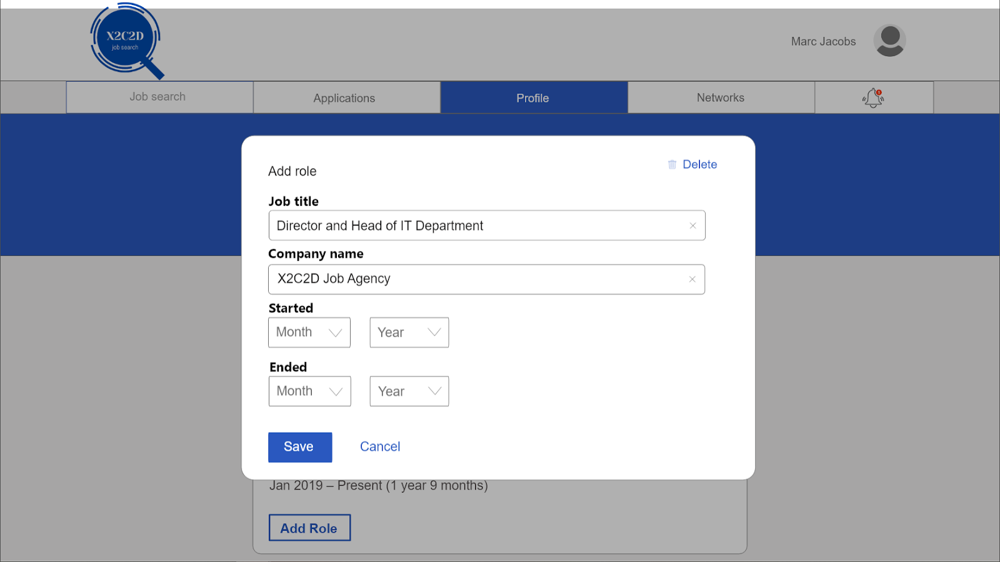 X2C2D
job search
Marc Jacobs
Job search
Applications
Profile
Networks
Add role
Delete
Job title
Director and Head of IT Department
Company name
X2C2D Job Agency
Started
Month
Year
Ended
Month
Year
Save
Cancel
Jan 2019 – Present (1 year 9 months)
Add Role